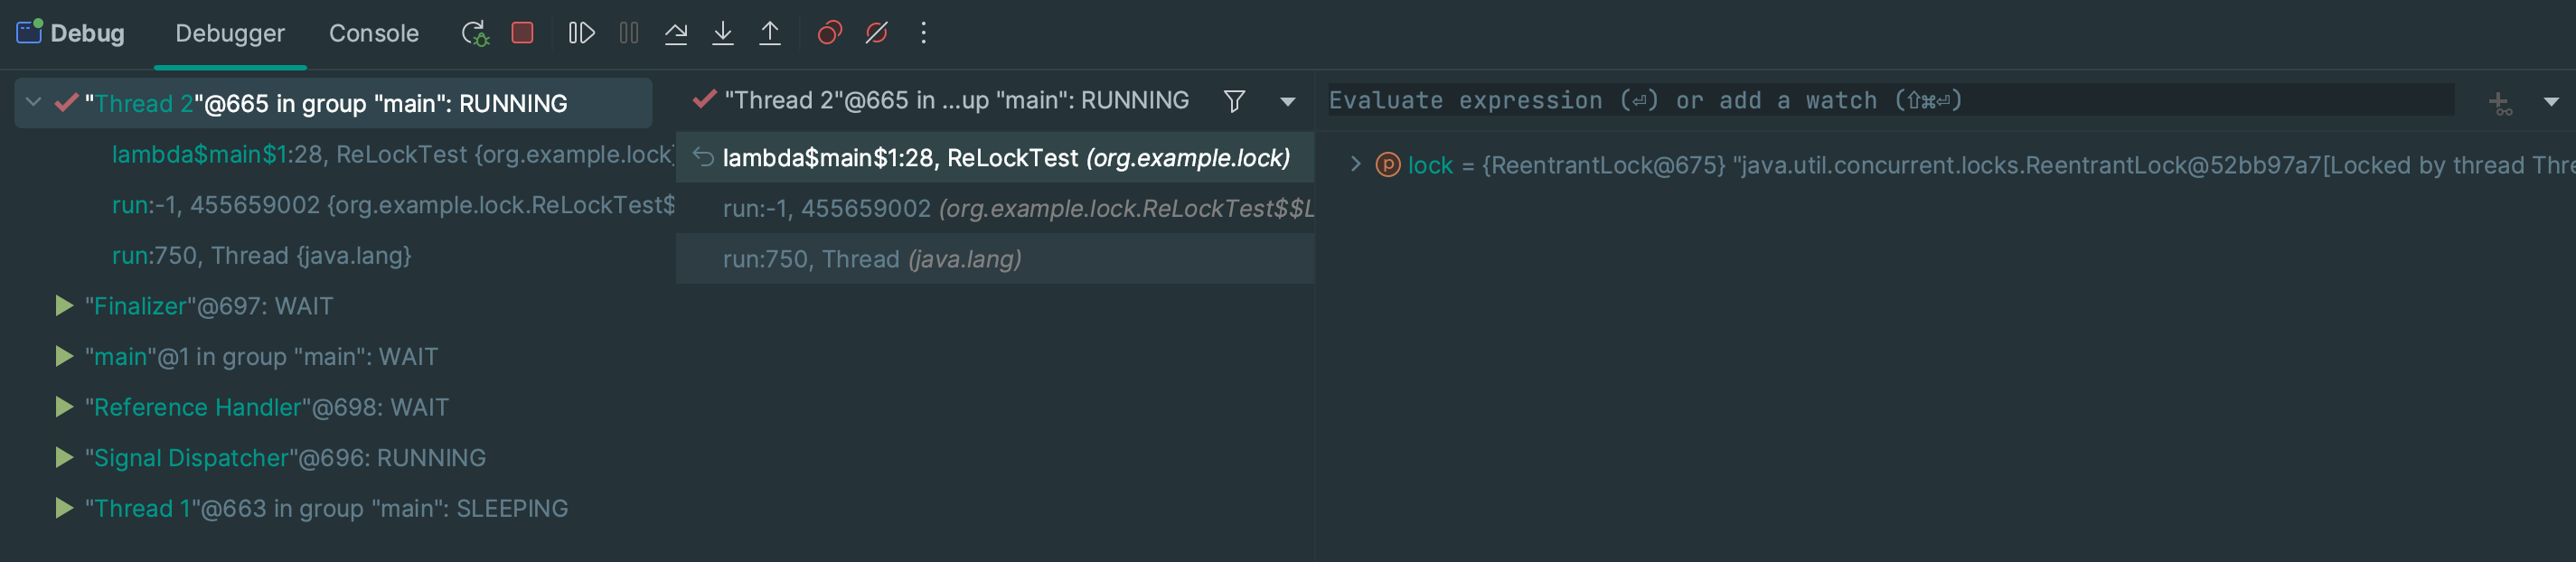 Debug Debugger Console
"Thread 2"@665 in group "main": RUNNING
lambda$main$1:28, ReLockTest {org.example.lock}
run:-1, 455659002 {org.example.lock.ReLockTest$
run:750, Thread {java.lang}
"Finalizer"@697: WAIT
"main"@1 in group "main": WAIT
"Reference Handler"@698: WAIT
"Signal Dispatcher"@696: RUNNING
"Thread 1"@663 in group "main": SLEEPING
"Thread 2"@665 in ...up "main": RUNNING
lambda$main$1:28, ReLockTest (org.example.lock)
run:-1, 455659002 (org.example.lock.ReLockTest$$L
run:750, Thread (java.lang)
Evaluate expression (⏎) or add a watch (⇧⌘⏎)
p lock = {ReentrantLock@675} "java.util.concurrent.locks.ReentrantLock@52bb97a7[Locked by thread Thre